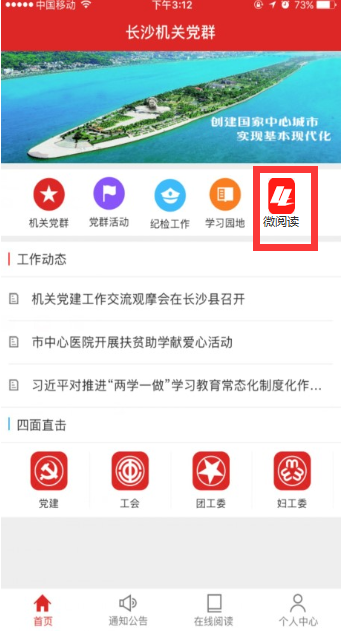 中国移动 下午3:12 73%
长沙机关党群
创建国家中心城市
实现基本现代化
机关党群 党群活动 纪检工作 学习园地 微阅读
工作动态
机关党建工作交流观摩会在长沙县召开
市中心医院开展扶贫助学献爱心活动
习近平对推进“两学一做”学习教育常态化制度化作...
四面直击
党建 工会 团工委 妇工委
首页 通知公告 在线阅读 个人中心